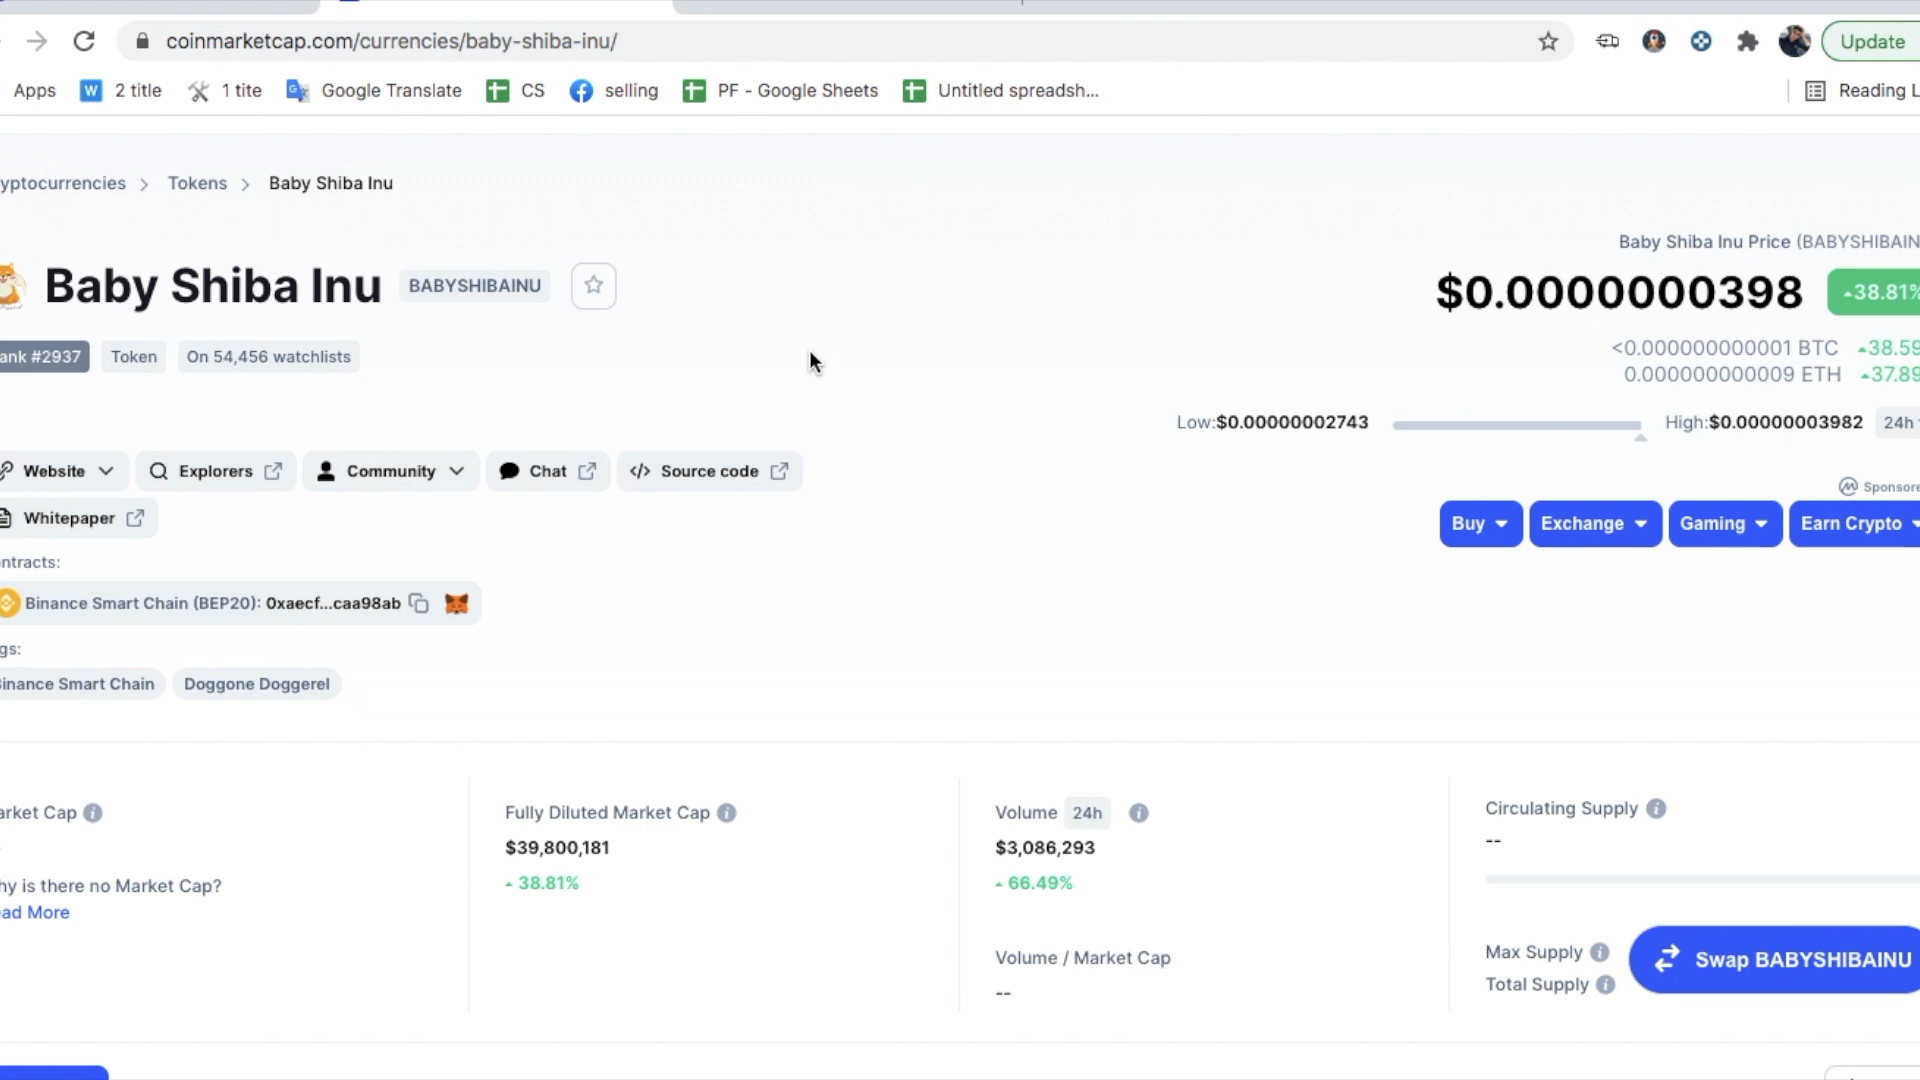 coinmarketcap.com/currencies/baby-shiba-inu/
Update
Apps
2 title
1 tite
Google Translate
CS
selling
PF - Google Sheets
Untitled spreadsh...
Reading L
yptocurrencies > Tokens > Baby Shiba Inu
Baby Shiba Inu Price (BABYSHIBAIN
Baby Shiba Inu BABYSHIBAINU
$0.0000000398 38.81%
ank #2937 Token On 54,456 watchlists
<0.000000000001 BTC 38.59
0.000000000009 ETH 37.89
Low:$0.00000002743 High:$0.00000003982 24h
Website Explorers Community Chat Source code
Sponsore
Whitepaper
Buy Exchange Gaming Earn Crypto
ntracts:
Binance Smart Chain (BEP20): 0xaecf...caa98ab
gs:
Binance Smart Chain Doggone Doggerel
arket Cap
hy is there no Market Cap?
ead More
Fully Diluted Market Cap
$39,800,181
38.81%
Volume 24h
$3,086,293
66.49%
Volume / Market Cap
--
Circulating Supply
--
Max Supply
Total Supply
Swap BABYSHIBAINU